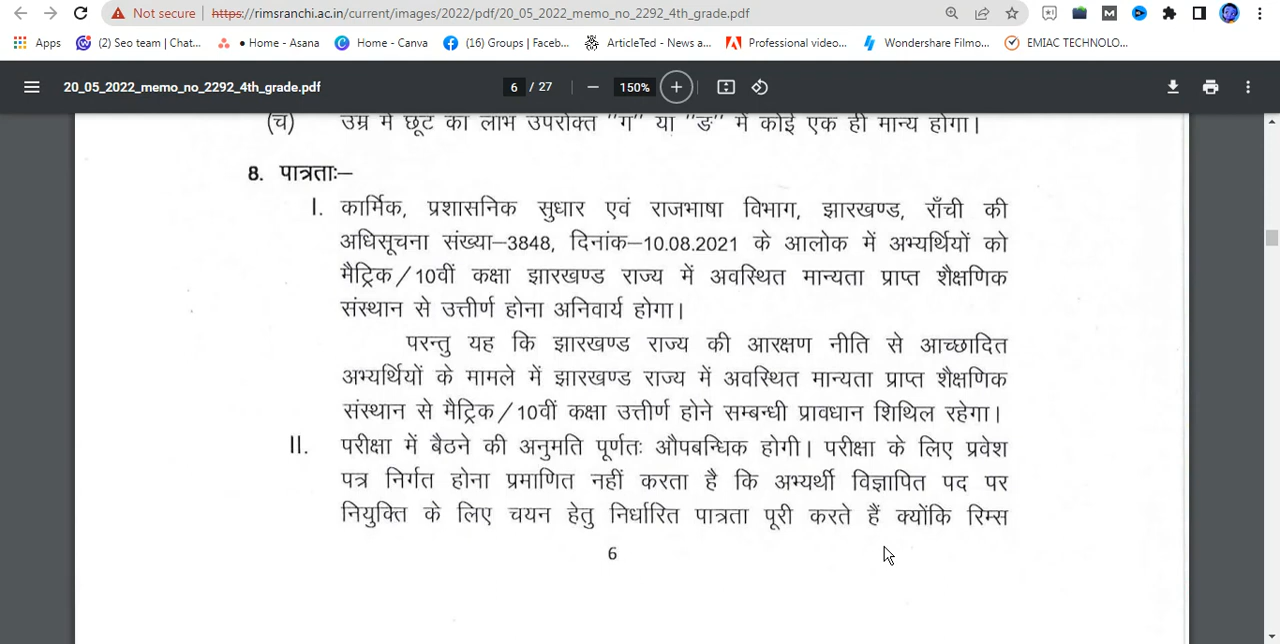 Not secure | https://rimsranchi.ac.in/current/images/2022/pdf/20_05_2022_memo_no_2292_4th_grade.pdf
Apps (2) Seo team | Chat... • Home - Asana Home - Canva (16) Groups | Faceb... ArticleTed - News a... Professional video... Wondershare Filmo... EMIAC TECHNOLO...
20_05_2022_memo_no_2292_4th_grade.pdf 6 / 27 150%
(च) उम्र में छूट का लाभ उपरोक्त "ग" या "ङ" में कोई एक ही मान्य होगा।
8. पात्रताः–
I. कार्मिक, प्रशासनिक सुधार एवं राजभाषा विभाग, झारखण्ड, राँची की
अधिसूचना संख्या–3848, दिनांक–10.08.2021 के आलोक में अभ्यर्थियों को
मैट्रिक/10वीं कक्षा झारखण्ड राज्य में अवस्थित मान्यता प्राप्त शैक्षणिक
संस्थान से उत्तीर्ण होना अनिवार्य होगा।
परन्तु यह कि झारखण्ड राज्य की आरक्षण नीति से आच्छादित
अभ्यर्थियों के मामले में झारखण्ड राज्य में अवस्थित मान्यता प्राप्त शैक्षणिक
संस्थान से मैट्रिक/10वीं कक्षा उत्तीर्ण होने सम्बन्धी प्रावधान शिथिल रहेगा।
II. परीक्षा में बैठने की अनुमति पूर्णतः औपबन्धिक होगी। परीक्षा के लिए प्रवेश
पत्र निर्गत होना प्रमाणित नहीं करता है कि अभ्यर्थी विज्ञापित पद पर
नियुक्ति के लिए चयन हेतु निर्धारित पात्रता पूरी करते हैं क्योंकि रिम्स
6